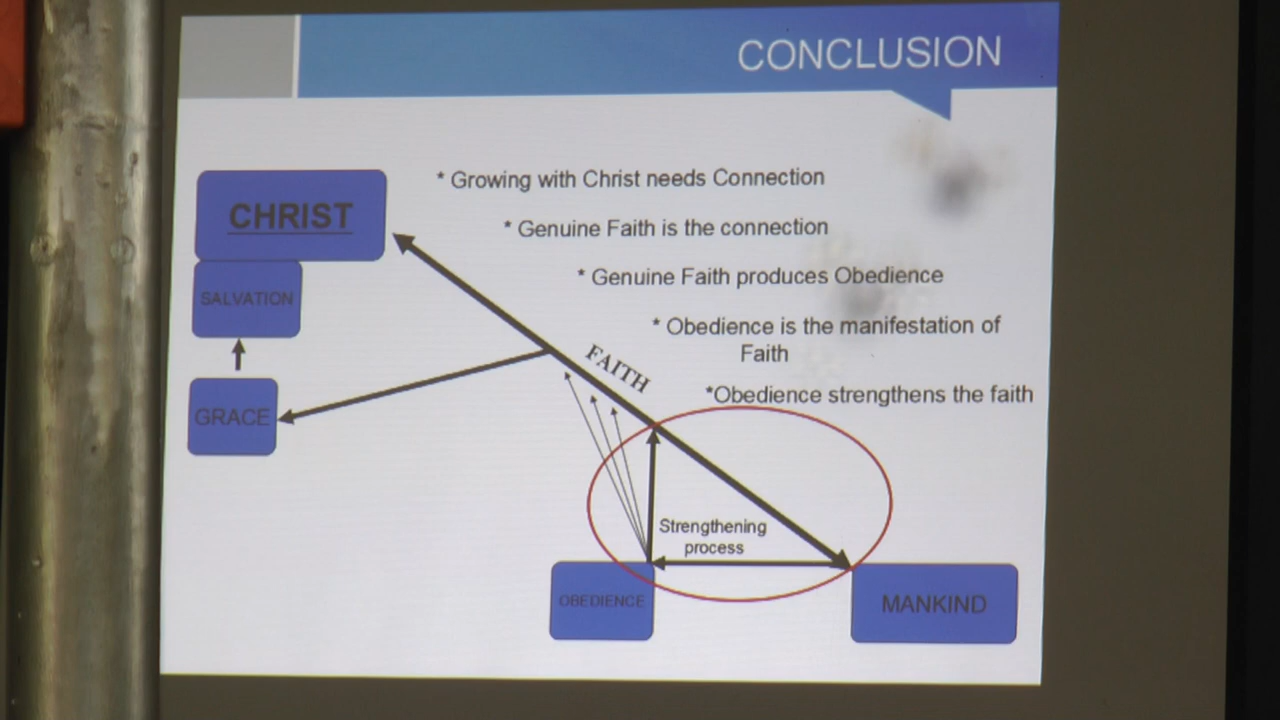 CONCLUSION
* Growing with Christ needs Connection
CHRIST
* Genuine Faith is the connection
* Genuine Faith produces Obedience
SALVATION
* Obedience is the manifestation of
Faith
FAITH
*Obedience strengthens the faith
GRACE
Strengthening
process
OBEDIENCE
MANKIND